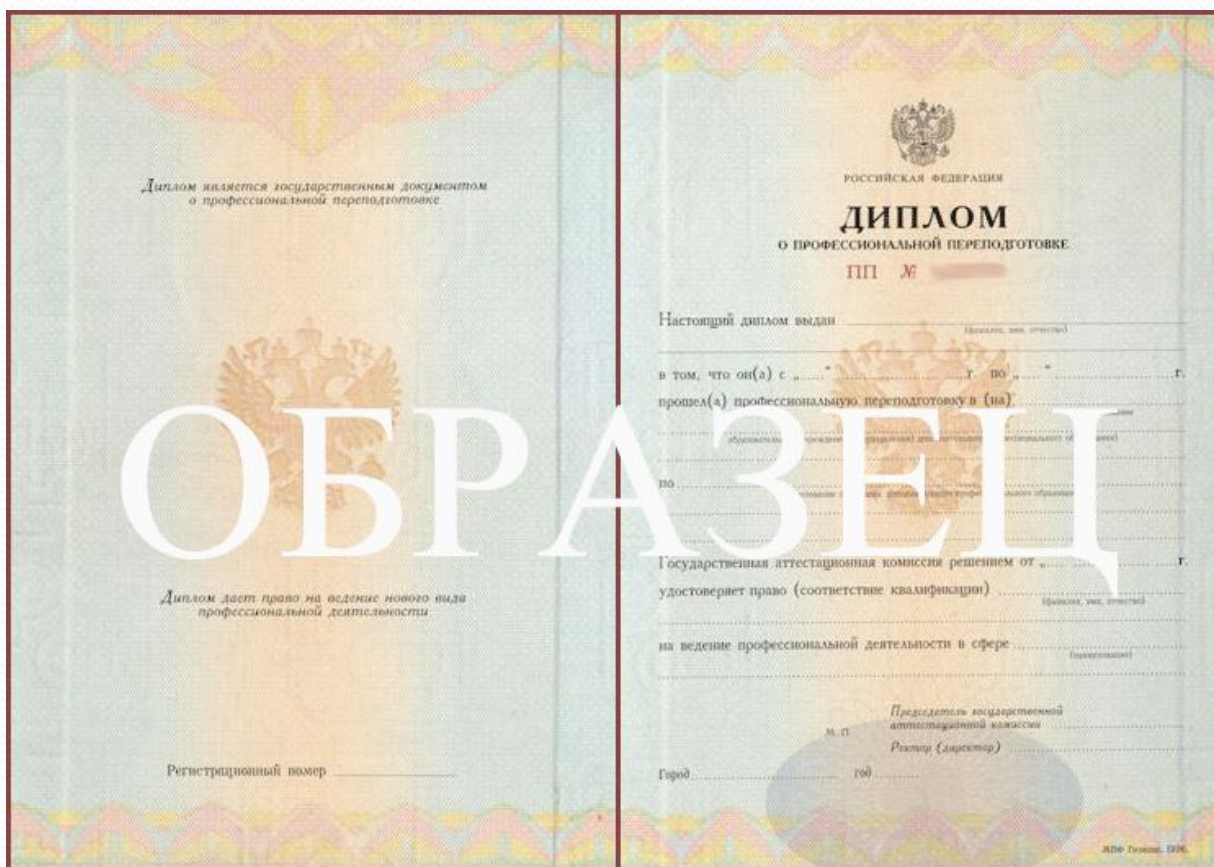 Диплом является государственным документом
о профессиональной переподготовке
Диплом дает право на ведение нового вида
профессиональной деятельности
Регистрационный номер
РОССИЙСКАЯ ФЕДЕРАЦИЯ
ДИПЛОМ
О ПРОФЕССИОНАЛЬНОЙ ПЕРЕПОДГОТОВКЕ
ПП №
Настоящий диплом выдан
(фамилия, имя, отчество)
в том, что он(а) с „ “ г. по „ “ г.
прошел(а) профессиональную переподготовку в (на)
по
Государственная аттестационная комиссия решением от „ г.
удостоверяет право (соответствие квалификации)
(фамилия, имя, отчество)
на ведение профессиональной деятельности в сфере
(наименование)
Председатель государственной
аттестационной комиссии
М. П.
Ректор (директор)
Город год
ОБРАЗЕЦ